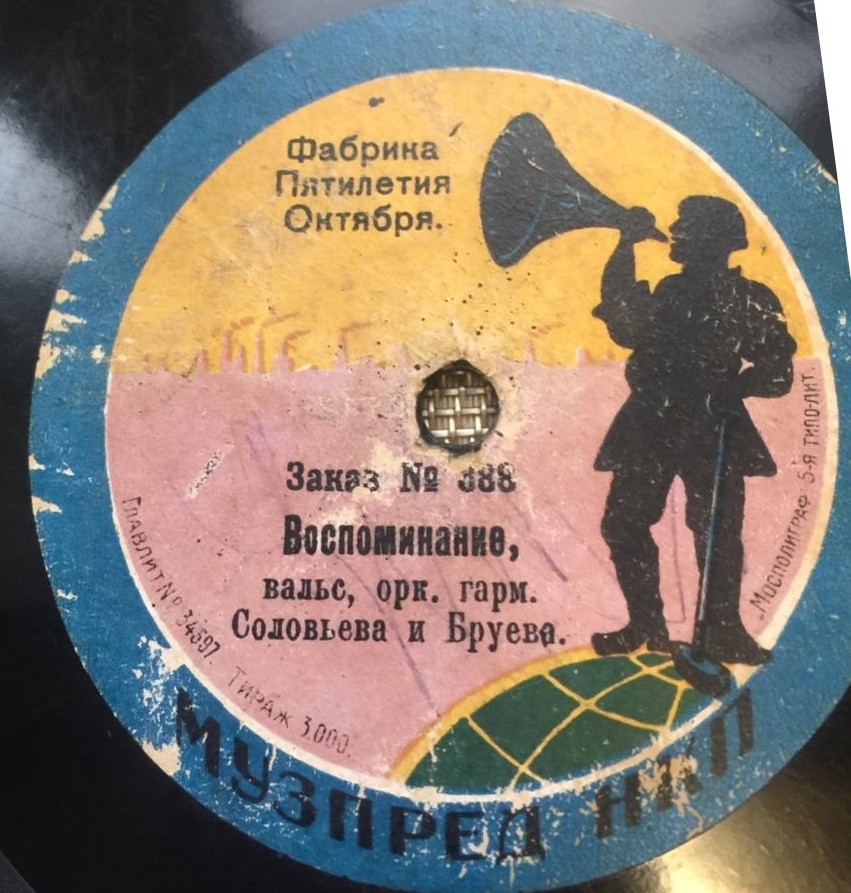 Фабрика
Пятилетия
Октября.
Заказ №
Воспоминание,
вальс, орк. гарм.
Соловьева и Бруева.
Главлит № 34597. Тираж 3.000.
„Мосполиграф" 5-я типо-лит.
МУЗПРЕД НКП